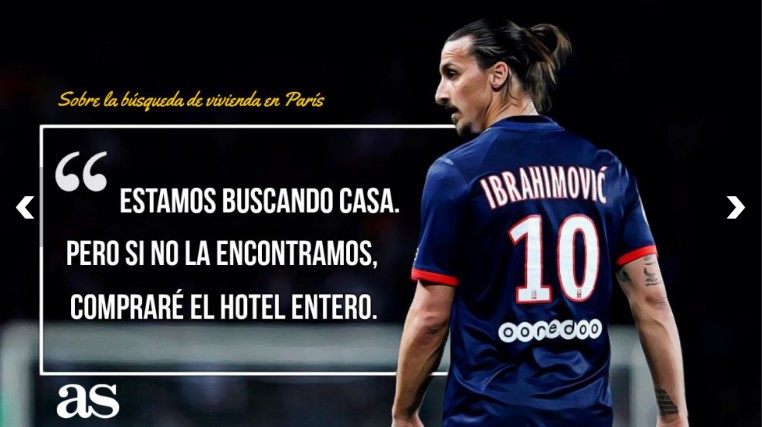 Sobre la búsqueda de vivienda en París
“ ESTAMOS BUSCANDO CASA.
PERO SI NO LA ENCONTRAMOS,
COMPRARÉ EL HOTEL ENTERO.
as
IBRAHIMOVIĆ
10
ooredoo